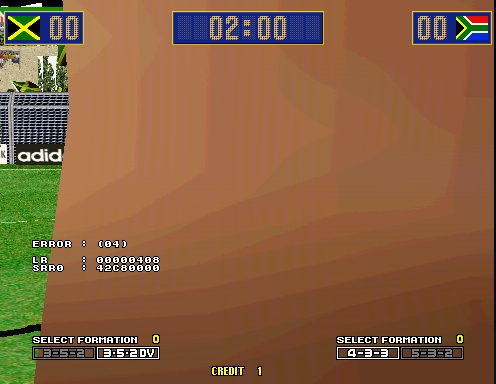 00 02:00 00
adid
ERROR : (04)
LR : 00000408
SRR0 : 42C80000
SELECT FORMATION 0 SELECT FORMATION 0
3-5-2 3-5-2DV 4-3-3 5-3-2
CREDIT 1